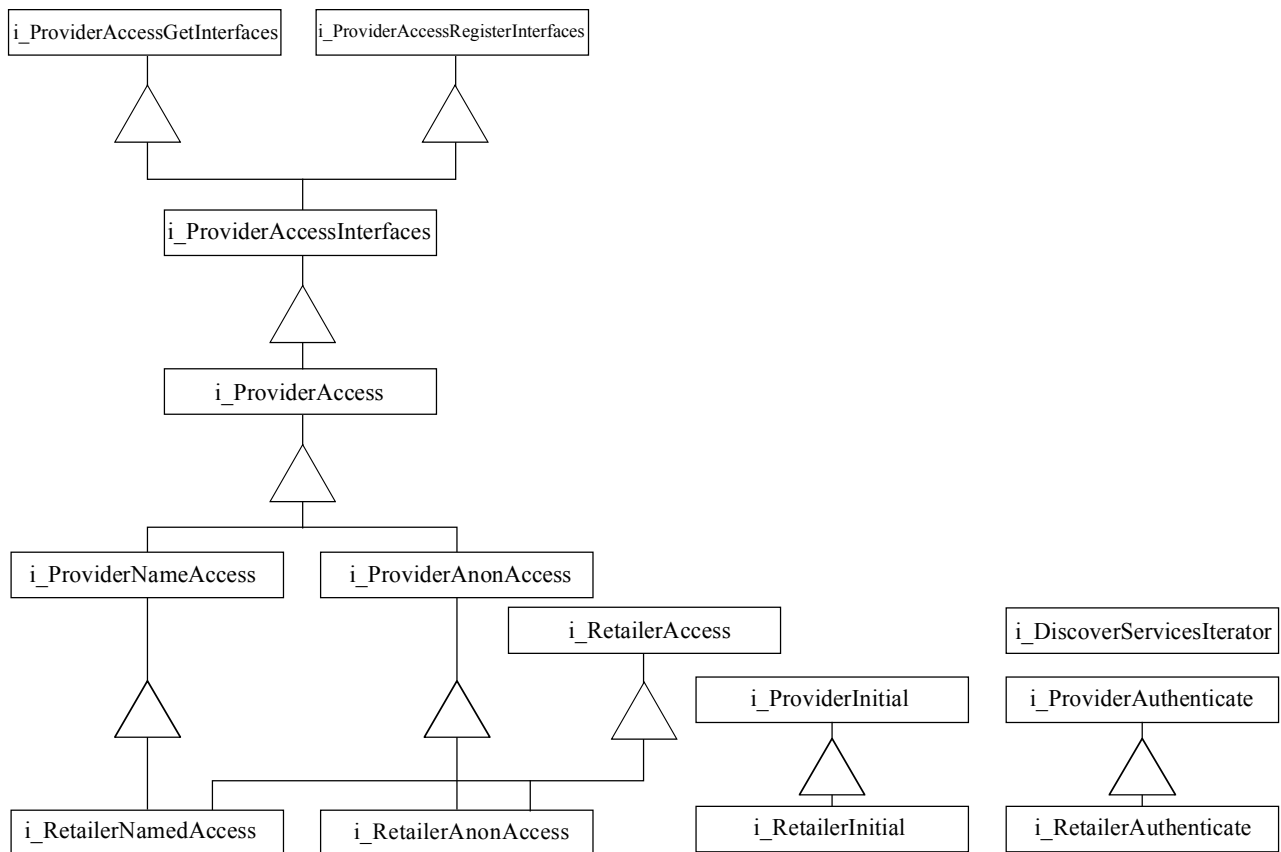 i_ProviderAccessGetInterfaces
i_ProviderAccessRegisterInterfaces
i_ProviderAccessInterfaces
i_ProviderAccess
i_ProviderNameAccess
i_ProviderAnonAccess
i_RetailerAccess
i_DiscoverServicesIterator
i_ProviderInitial
i_ProviderAuthenticate
i_RetailerNamedAccess
i_RetailerAnonAccess
i_RetailerInitial
i_RetailerAuthenticate